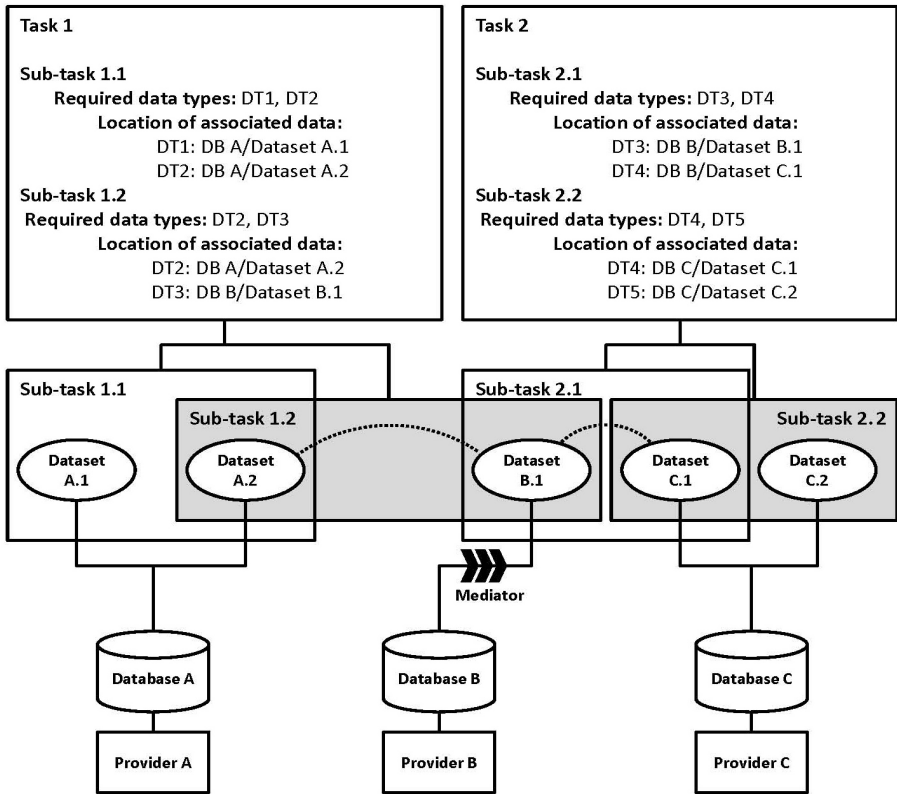 Task 1
Sub-task 1.1
Required data types: DT1, DT2
Location of associated data:
DT1: DB A/Dataset A.1
DT2: DB A/Dataset A.2
Sub-task 1.2
Required data types: DT2, DT3
Location of associated data:
DT2: DB A/Dataset A.2
DT3: DB B/Dataset B.1
Task 2
Sub-task 2.1
Required data types: DT3, DT4
Location of associated data:
DT3: DB B/Dataset B.1
DT4: DB B/Dataset C.1
Sub-task 2.2
Required data types: DT4, DT5
Location of associated data:
DT4: DB C/Dataset C.1
DT5: DB C/Dataset C.2
Sub-task 1.1
Sub-task 1.2
Sub-task 2.1
Sub-task 2.2
Dataset
A.1
Dataset
A.2
Dataset
B.1
Dataset
C.1
Dataset
C.2
Mediator
Database A
Database B
Database C
Provider A
Provider B
Provider C